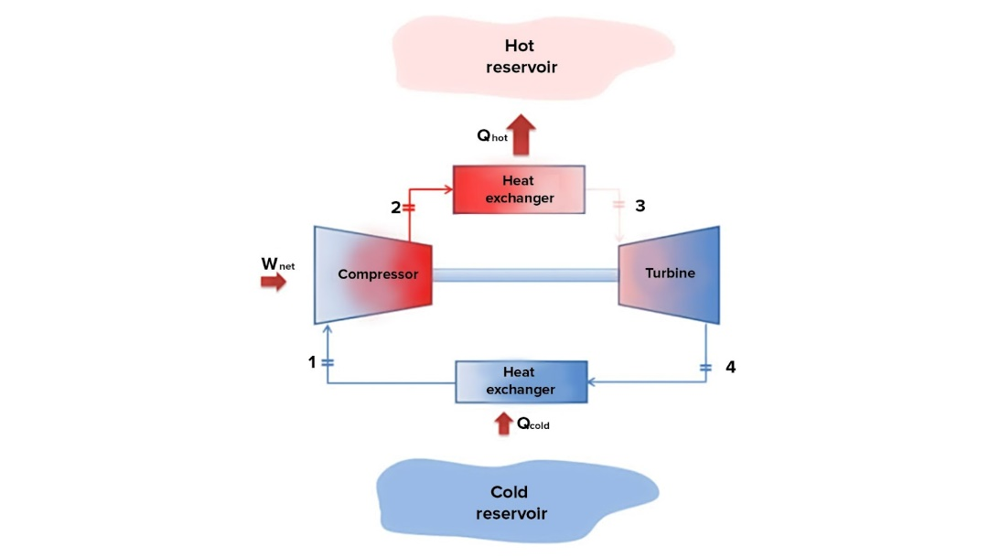 Hot
reservoir
Qhot
Heat
exchanger
2
3
Wnet
Compressor
Turbine
1
Heat
exchanger
4
Qcold
Cold
reservoir